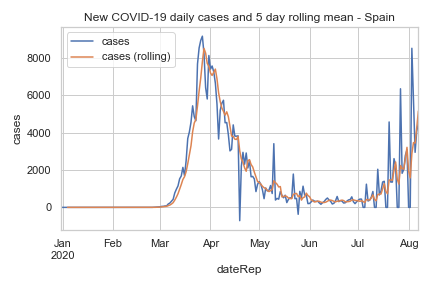 New COVID-19 daily cases and 5 day rolling mean - Spain
cases
cases (rolling)
8000
6000
4000
2000
0
cases
Jan Feb Mar Apr May Jun Jul Aug
2020
dateRep